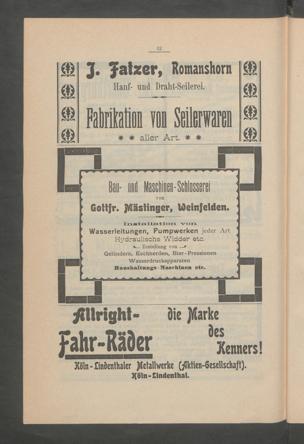 J. Fatzer, Romanshorn
Hanf- und Draht-Seilerei.
Fabrikation von Seilerwaren
aller Art.
Bau- und Maschinen-Schlosserei
von
Gottfr. Mästinger, Weinfelden.
Installation von
Wasserleitungen, Pumpwerken jeder Art
Hydraulische Widder etc.
Erstellung von
Geländern, Kochherden, Bier-Pressionen
Wasserdruckapparaten
Haushaltungs-Maschinen etc.
Allright- die Marke
Fahr-Räder des
Kenners!
Köln-Lindenthaler Metallwerke (Aktien-Gesellschaft).
Köln-Lindenthal.